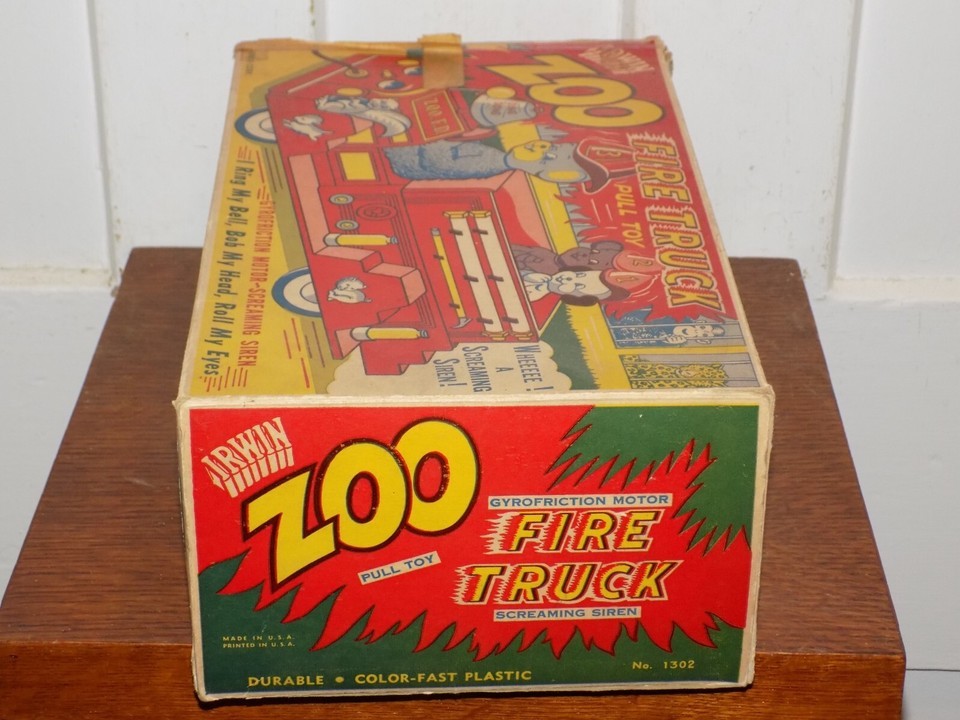 IRWIN
ZOO
FIRE TRUCK
PULL TOY
ZOO F.D.
WHEEEEE!
A
SCREAMING
SIREN!
GYROFRICTION MOTOR-SCREAMING SIREN
I Ring My Bell, Bob My Head, Roll My Eyes
IRWIN
ZOO
PULL TOY
GYROFRICTION MOTOR
FIRE
TRUCK
SCREAMING SIREN
MADE IN U.S.A.
PRINTED IN U.S.A.
No. 1302
DURABLE • COLOR-FAST PLASTIC